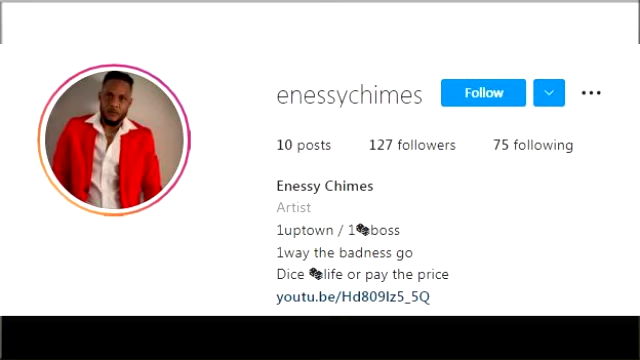 enessychimes Follow
10 posts 127 followers 75 following
Enessy Chimes
Artist
1uptown / 1🎲boss
1way the badness go
Dice 🎲life or pay the price
youtu.be/Hd809Iz5_5Q